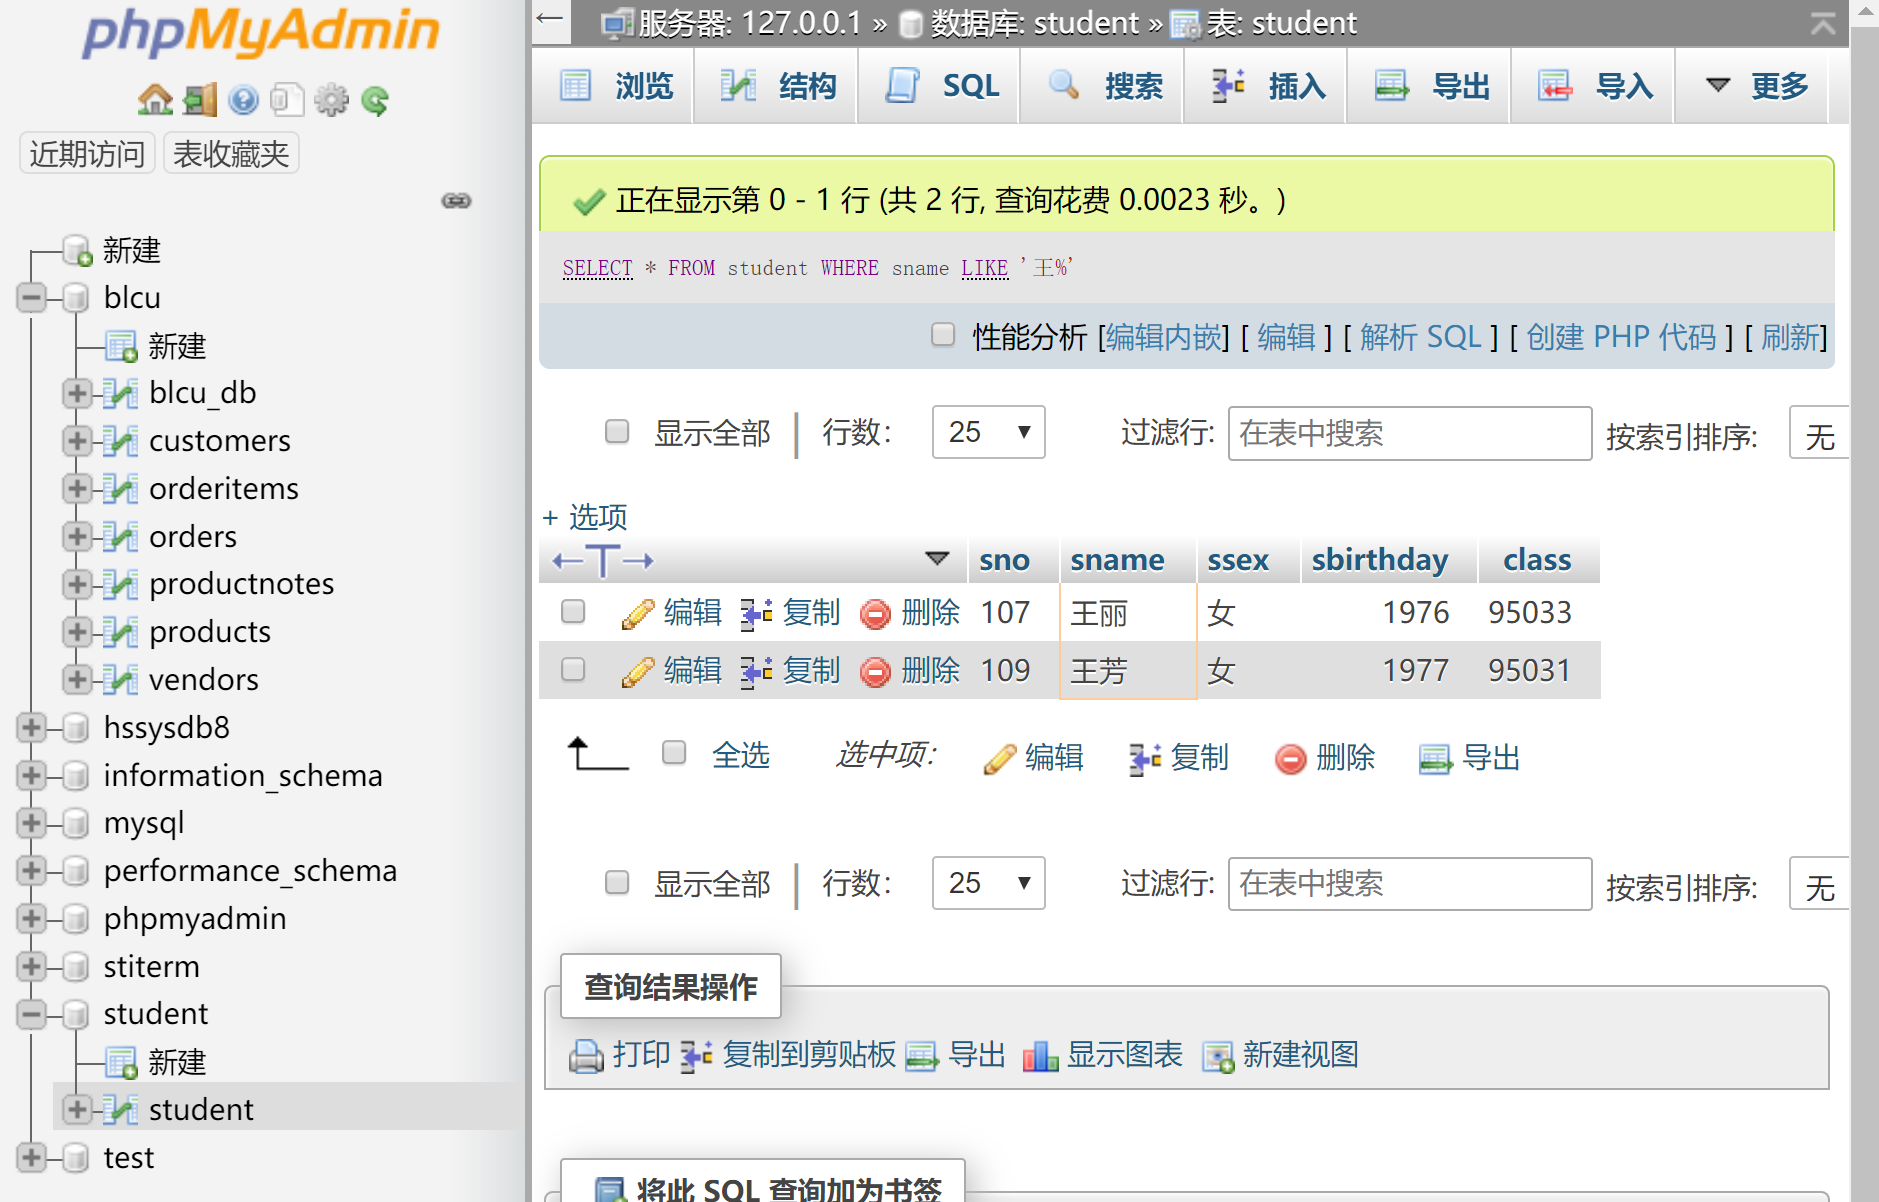 phpMyAdmin
近期访问 表收藏夹
新建
blcu
新建
blcu_db
customers
orderitems
orders
productnotes
products
vendors
hssysdb8
information_schema
mysql
performance_schema
phpmyadmin
stiterm
student
新建
student
test
服务器: 127.0.0.1 » 数据库: student » 表: student
浏览 结构 SQL 搜索 插入 导出 导入 更多
正在显示第 0 - 1 行 (共 2 行, 查询花费 0.0023 秒。)
SELECT * FROM student WHERE sname LIKE '王%'
性能分析 [编辑内嵌] [ 编辑 ] [ 解析 SQL ] [ 创建 PHP 代码 ] [ 刷新]
显示全部 | 行数： 25 过滤行: 在表中搜索 按索引排序: 无
+ 选项
←T→ sno sname ssex sbirthday class
编辑 复制 删除 107 王丽 女 1976 95033
编辑 复制 删除 109 王芳 女 1977 95031
全选 选中项： 编辑 复制 删除 导出
显示全部 | 行数： 25 过滤行: 在表中搜索 按索引排序: 无
查询结果操作
打印 复制到剪贴板 导出 显示图表 新建视图
将此 SQL 查询加为书签